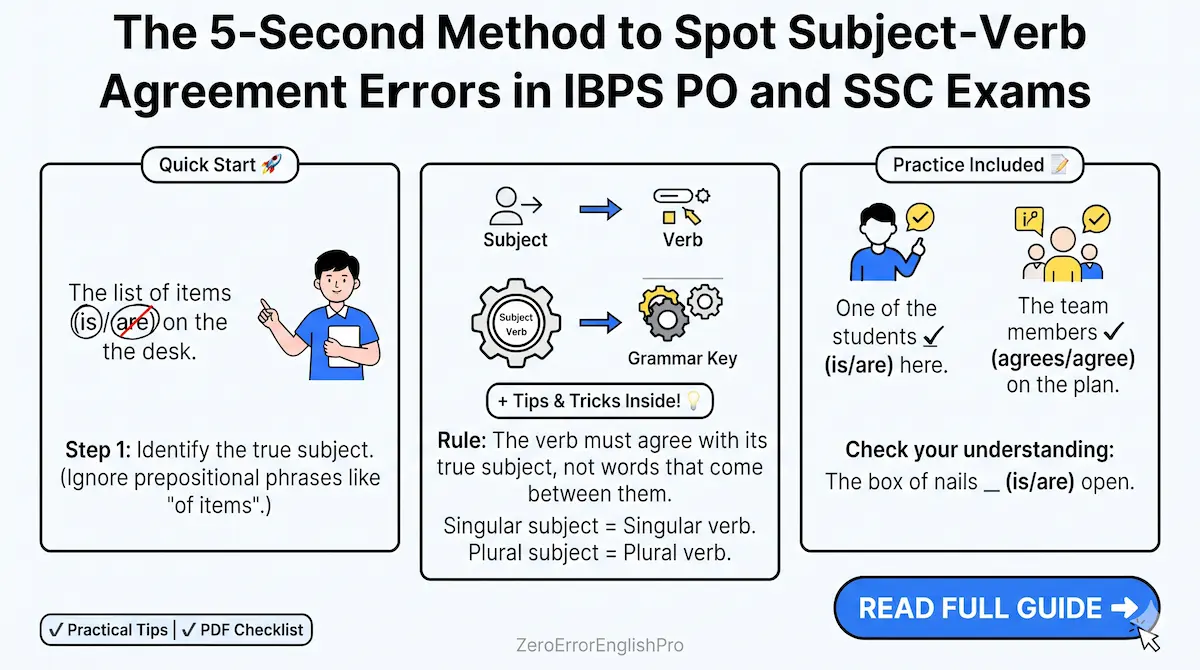 The 5-Second Method to Spot Subject-Verb
Agreement Errors in IBPS PO and SSC Exams
Quick Start 🚀
The list of items
(is)/(are) on the
the desk.
Step 1: Identify the true subject.
(Ignore prepositional phrases like
"of items".)
Subject
Verb
Subject
Verb
Grammar Key
+ Tips & Tricks Inside! 💡
Rule: The verb must agree with its
true subject, not words that come
between them.
Singular subject = Singular verb.
Plural subject = Plural verb.
Practice Included 📝
One of the
students ✓
(is/are) here.
The team
members ✓
(agrees/agree)
on the plan.
Check your understanding:
The box of nails _ (is/are) open.
✓ Practical Tips | ✓ PDF Checklist
ZeroErrorEnglishPro
READ FULL GUIDE ➜